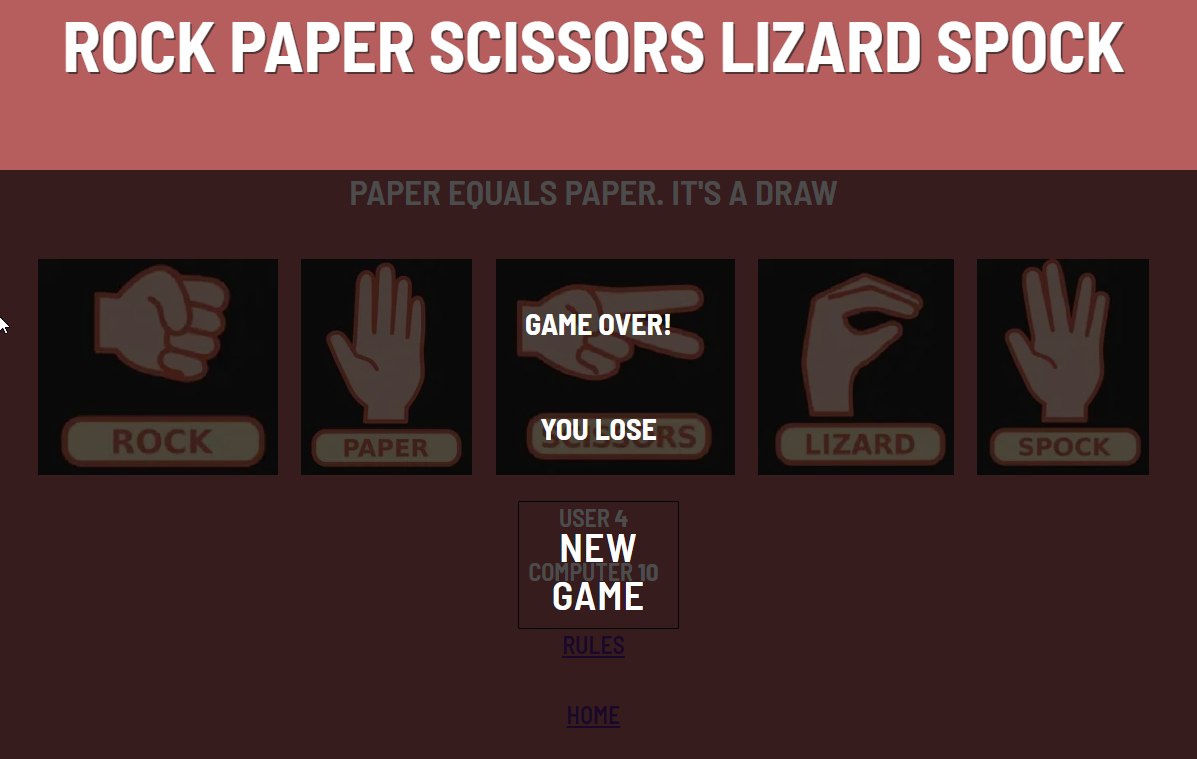 ROCK PAPER SCISSORS LIZARD SPOCK
PAPER EQUALS PAPER. IT'S A DRAW
GAME OVER!
YOU LOSE
ROCK
PAPER
SCISSORS
LIZARD
SPOCK
USER 4
NEW
COMPUTER 10
GAME
RULES
HOME